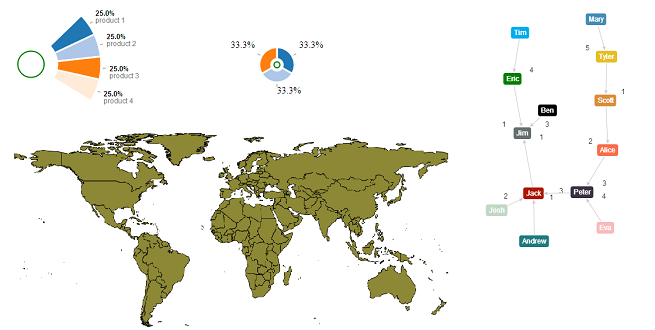 25.0%
product 1
25.0%
product 2
25.0%
product 3
25.0%
product 4
33.3%
33.3%
33.3%
Mary
Tim
5
Tyler
4
Eric
1
Scott
Ben
1
3
Jim
1
2
Alice
3
Jack
1
3
Peter
4
2
Josh
Eva
Andrew